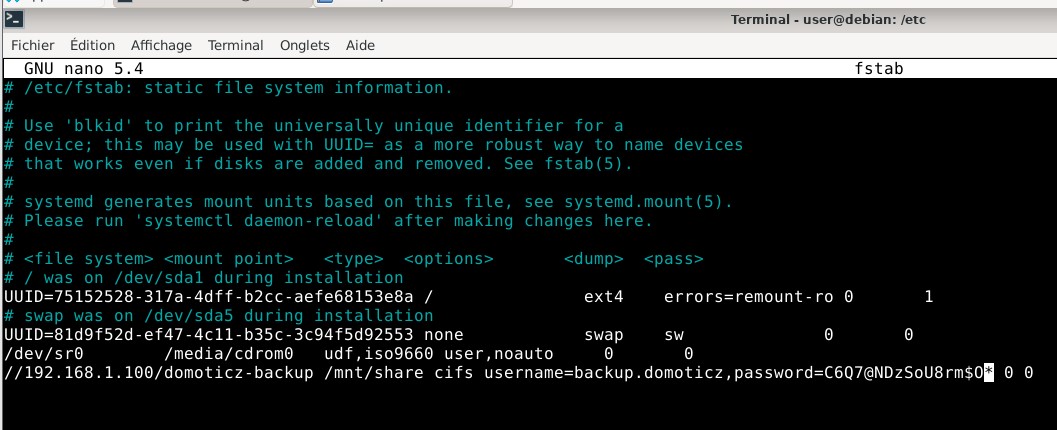 Terminal - user@debian: /etc
Fichier Édition Affichage Terminal Onglets Aide
GNU nano 5.4 fstab
# /etc/fstab: static file system information.
#
# Use 'blkid' to print the universally unique identifier for a
# device; this may be used with UUID= as a more robust way to name devices
# that works even if disks are added and removed. See fstab(5).
#
# systemd generates mount units based on this file, see systemd.mount(5).
# Please run 'systemctl daemon-reload' after making changes here.
#
# <file system> <mount point>   <type>  <options>       <dump>  <pass>
# / was on /dev/sda1 during installation
UUID=75152528-317a-4dff-b2cc-aefe68153e8a /               ext4    errors=remount-ro 0       1
# swap was on /dev/sda5 during installation
UUID=81d9f52d-ef47-4c11-b35c-3c94f5d92553 none            swap    sw              0       0
/dev/sr0        /media/cdrom0   udf,iso9660 user,noauto     0       0
//192.168.1.100/domoticz-backup /mnt/share cifs username=backup.domoticz,password=C6Q7@NDzSoU8rm$O* 0 0